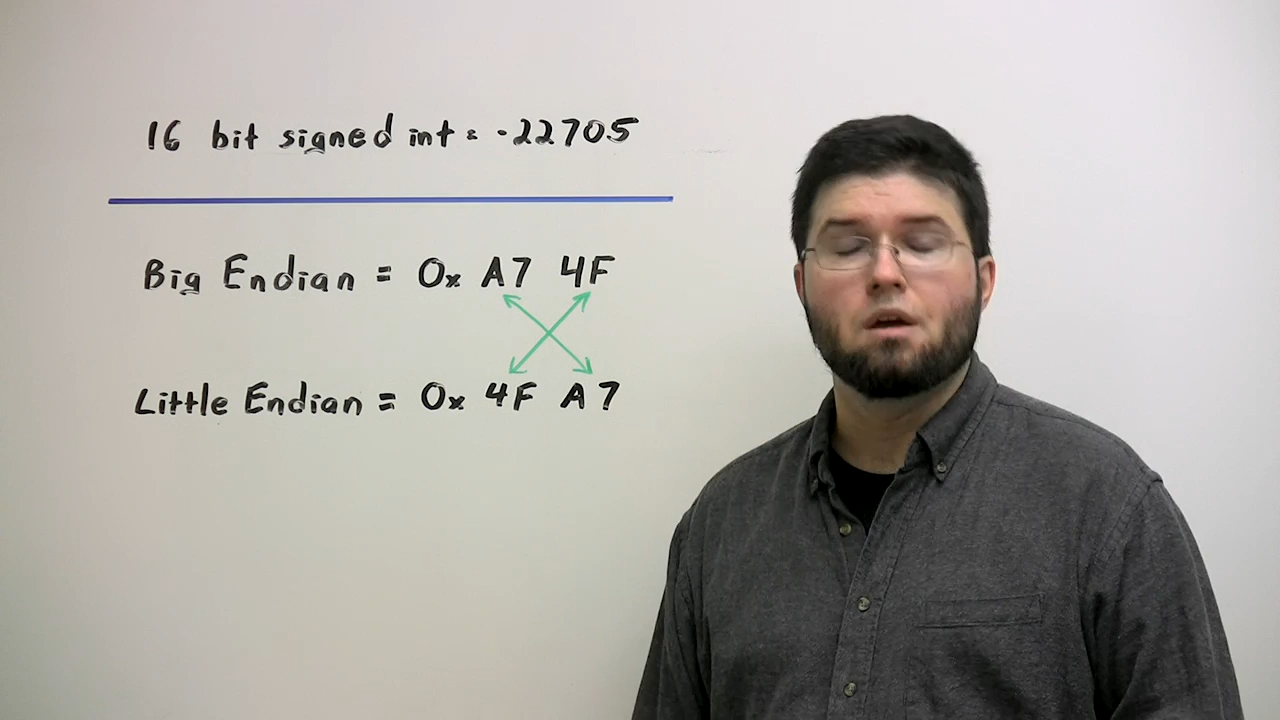 16 bit signed int = -22705
Big Endian = 0x A7 4F
Little Endian = 0x 4F A7